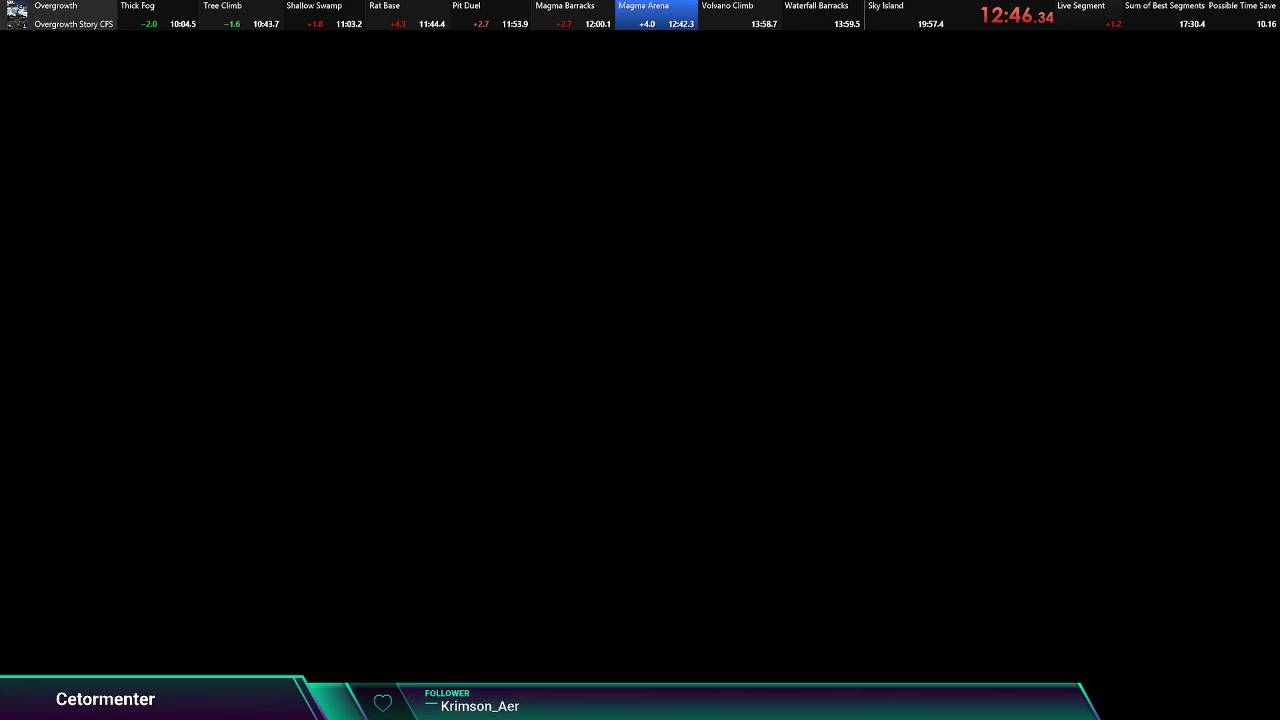 Overgrowth
Overgrowth Story CFS
Thick Fog
−2.0 10:04.5
Tree Climb
−1.6 10:43.7
Shallow Swamp
+1.8 11:03.2
Rat Base
+4.3 11:44.4
Pit Duel
+2.7 11:53.9
Magma Barracks
+2.7 12:00.1
Magma Arena
+4.0 12:42.3
Volvano Climb
13:58.7
Waterfall Barracks
13:59.5
Sky Island
19:57.4
12:46.34
Live Segment
+1.2
Sum of Best Segments
17:30.4
Possible Time Save
10.16
Cetormenter
FOLLOWER
Krimson_Aer